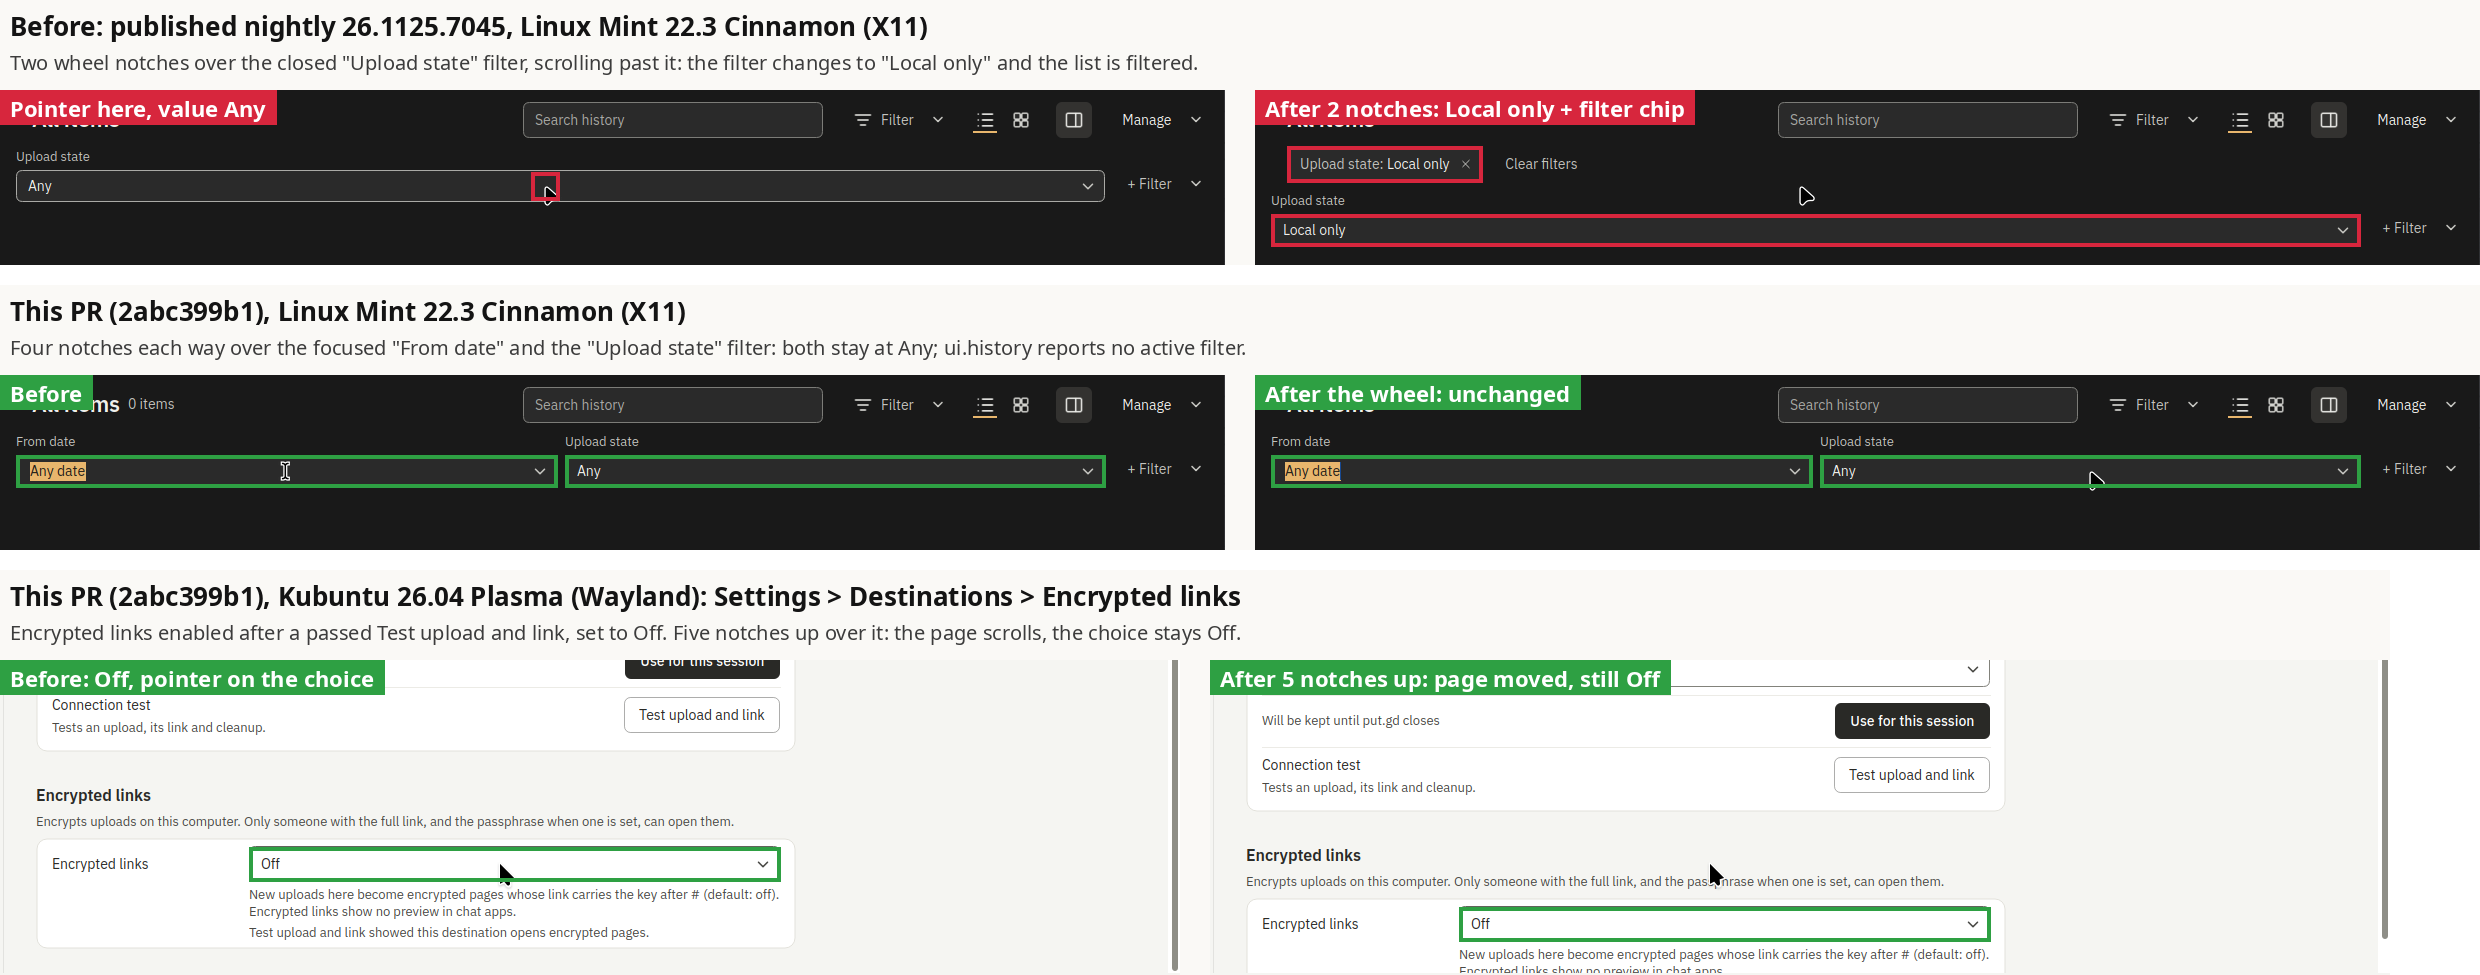 Before: published nightly 26.1125.7045, Linux Mint 22.3 Cinnamon (X11)
Two wheel notches over the closed "Upload state" filter, scrolling past it: the filter changes to "Local only" and the list is filtered.
Pointer here, value Any
Search history
Filter
Manage
Upload state
Any
+ Filter
After 2 notches: Local only + filter chip
Search history
Filter
Manage
Upload state: Local only ×
Clear filters
Upload state
Local only
+ Filter
This PR (2abc399b1), Linux Mint 22.3 Cinnamon (X11)
Four notches each way over the focused "From date" and the "Upload state" filter: both stay at Any; ui.history reports no active filter.
Before
0 items
Search history
Filter
Manage
From date
Upload state
Any date
Any
+ Filter
After the wheel: unchanged
Search history
Filter
Manage
From date
Upload state
Any date
Any
+ Filter
This PR (2abc399b1), Kubuntu 26.04 Plasma (Wayland): Settings > Destinations > Encrypted links
Encrypted links enabled after a passed Test upload and link, set to Off. Five notches up over it: the page scrolls, the choice stays Off.
Before: Off, pointer on the choice
Use for this session
Connection test
Tests an upload, its link and cleanup.
Test upload and link
Encrypted links
Encrypts uploads on this computer. Only someone with the full link, and the passphrase when one is set, can open them.
Encrypted links
Off
New uploads here become encrypted pages whose link carries the key after # (default: off).
Encrypted links show no preview in chat apps.
Test upload and link showed this destination opens encrypted pages.
After 5 notches up: page moved, still Off
Will be kept until put.gd closes
Use for this session
Connection test
Tests an upload, its link and cleanup.
Test upload and link
Encrypted links
Encrypts uploads on this computer. Only someone with the full link, and the passphrase when one is set, can open them.
Encrypted links
Off
New uploads here become encrypted pages whose link carries the key after # (default: off).
Encrypted links show no preview in chat apps.